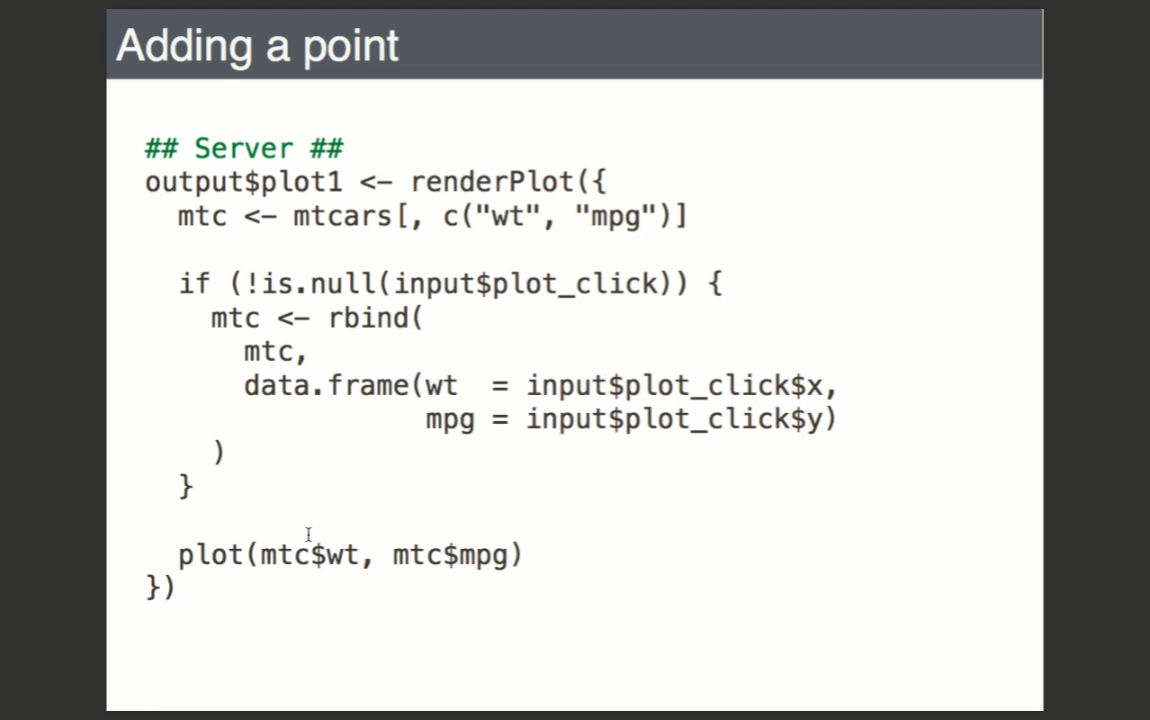 Adding a point
## Server ##
output$plot1 <- renderPlot({
mtc <- mtcars[, c("wt", "mpg")]
if (!is.null(input$plot_click)) {
mtc <- rbind(
mtc,
data.frame(wt  = input$plot_click$x,
mpg = input$plot_click$y)
)
}
plot(mtc$wt, mtc$mpg)
})